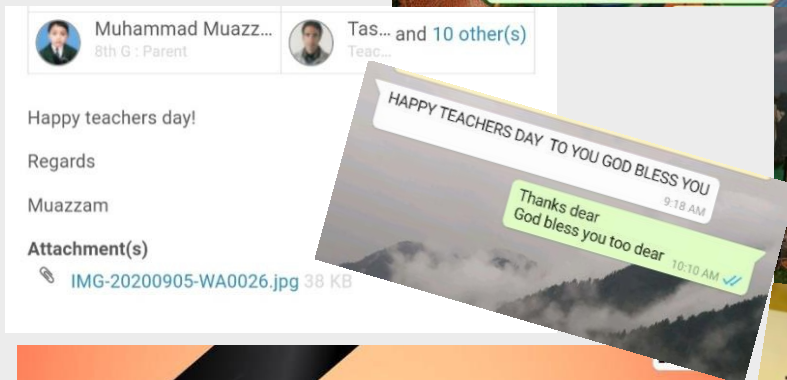 Muhammad Muazz...
8th G : Parent
Tas... and 10 other(s)
Teac...
Happy teachers day!
Regards
Muazzam
Attachment(s)
IMG-20200905-WA0026.jpg 38 KB
HAPPY TEACHERS DAY TO YOU GOD BLESS YOU
9:18 AM
Thanks dear
God bless you too dear
10:10 AM